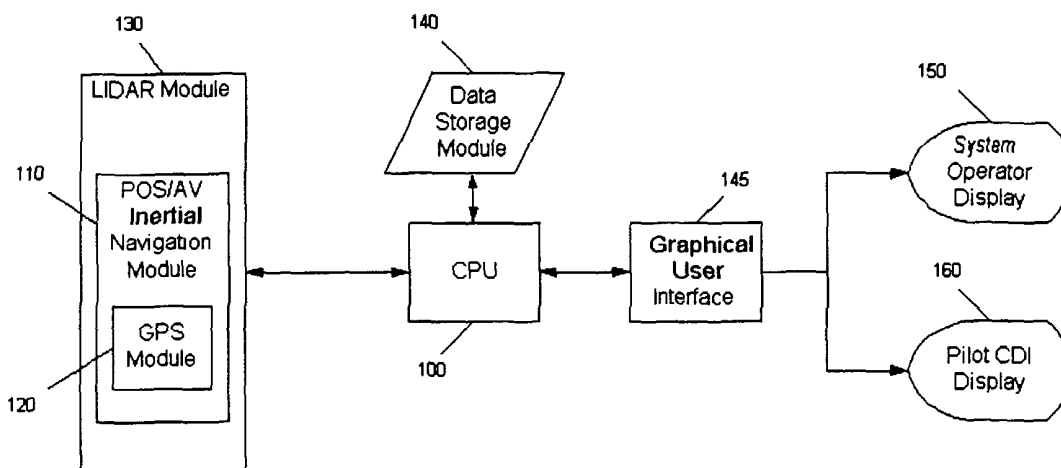 130
LIDAR Module
110
POS/AV
Inertial
Navigation
Module
GPS
Module
120
140
Data
Storage
Module
CPU
100
145
Graphical
User
Interface
150
System
Operator
Display
160
Pilot CDI
Display